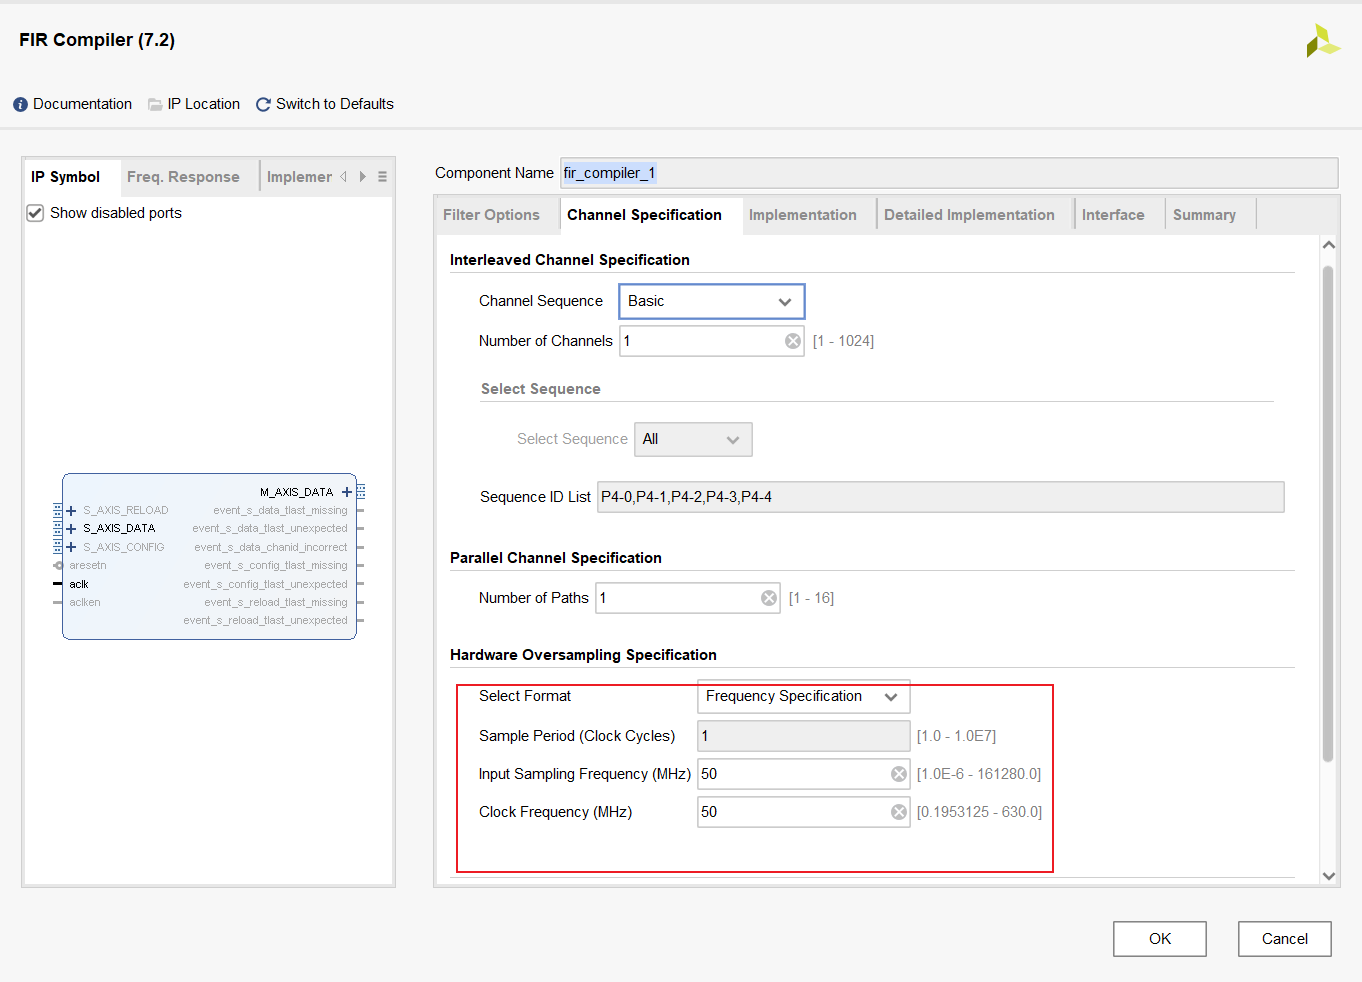 FIR Compiler (7.2)
Documentation IP Location Switch to Defaults
IP Symbol Freq. Response Implemer
Show disabled ports
M_AXIS_DATA
S_AXIS_RELOAD event_s_data_tlast_missing
S_AXIS_DATA event_s_data_tlast_unexpected
S_AXIS_CONFIG event_s_data_chanid_incorrect
aresetn event_s_config_tlast_missing
aclk event_s_config_tlast_unexpected
aclken event_s_reload_tlast_missing
event_s_reload_tlast_unexpected
Component Name fir_compiler_1
Filter Options Channel Specification Implementation Detailed Implementation Interface Summary
Interleaved Channel Specification
Channel Sequence Basic
Number of Channels 1 [1 - 1024]
Select Sequence
Select Sequence All
Sequence ID List P4-0,P4-1,P4-2,P4-3,P4-4
Parallel Channel Specification
Number of Paths 1 [1 - 16]
Hardware Oversampling Specification
Select Format Frequency Specification
Sample Period (Clock Cycles) 1 [1.0 - 1.0E7]
Input Sampling Frequency (MHz) 50 [1.0E-6 - 161280.0]
Clock Frequency (MHz) 50 [0.1953125 - 630.0]
OK Cancel